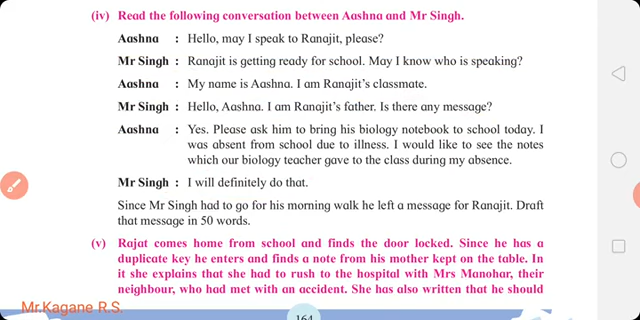 (iv) Read the following conversation between Aashna and Mr Singh.
Aashna : Hello, may I speak to Ranajit, please?
Mr Singh : Ranajit is getting ready for school. May I know who is speaking?
Aashna : My name is Aashna. I am Ranajit's classmate.
Mr Singh : Hello, Aashna. I am Ranajit's father. Is there any message?
Aashna : Yes. Please ask him to bring his biology notebook to school today. I
was absent from school due to illness. I would like to see the notes
which our biology teacher gave to the class during my absence.
Mr Singh : I will definitely do that.
Since Mr Singh had to go for his morning walk he left a message for Ranajit. Draft
that message in 50 words.
(v) Rajat comes home from school and finds the door locked. Since he has a
duplicate key he enters and finds a note from his mother kept on the table. In
it she explains that she had to rush to the hospital with Mrs Manohar, their
neighbour, who had met with an accident. She has also written that he should
Mr.Kagane R.S.
164